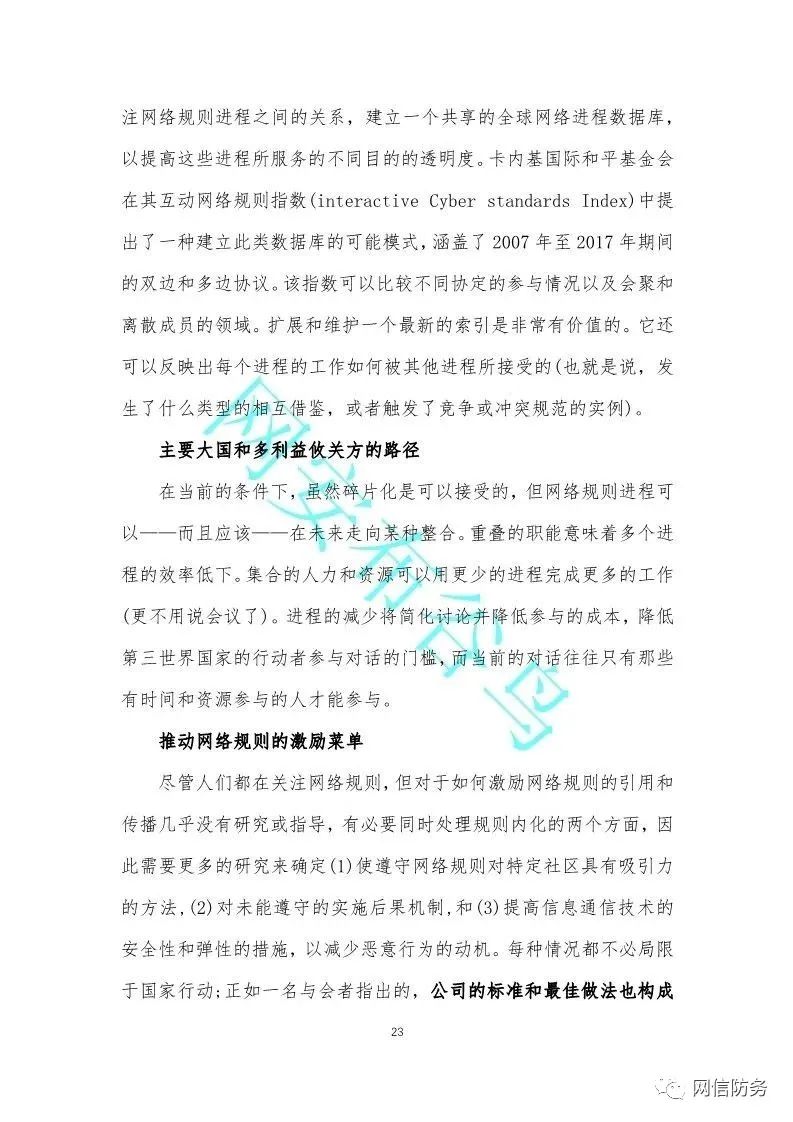 注网络规则进程之间的关系，建立一个共享的全球网络进程数据库，
以提高这些进程所服务的不同目的的透明度。卡内基国际和平基金会
在其互动网络规则指数(interactive Cyber standards Index)中提
出了一种建立此类数据库的可能模式,涵盖了 2007 年至 2017 年期间
的双边和多边协议。该指数可以比较不同协定的参与情况以及会聚和
离散成员的领域。扩展和维护一个最新的索引是非常有价值的。它还
可以反映出每个进程的工作如何被其他进程所接受的(也就是说，发
生了什么类型的相互借鉴，或者触发了竞争或冲突规范的实例)。
主要大国和多利益攸关方的路径
在当前的条件下，虽然碎片化是可以接受的，但网络规则进程可
以——而且应该——在未来走向某种整合。重叠的职能意味着多个进
程的效率低下。集合的人力和资源可以用更少的进程完成更多的工作
(更不用说会议了)。进程的减少将简化讨论并降低参与的成本，降低
第三世界国家的行动者参与对话的门槛,而当前的对话往往只有那些
有时间和资源参与的人才能参与。
推动网络规则的激励菜单
尽管人们都在关注网络规则，但对于如何激励网络规则的引用和
传播几乎没有研究或指导，有必要同时处理规则内化的两个方面，因
此需要更多的研究来确定(1)使遵守网络规则对特定社区具有吸引力
的方法,(2)对未能遵守的实施后果机制,和(3)提高信息通信技术的
安全性和弹性的措施，以减少恶意行为的动机。每种情况都不必局限
于国家行动;正如一名与会者指出的，公司的标准和最佳做法也构成
23
网安布谷鸟
网信防务